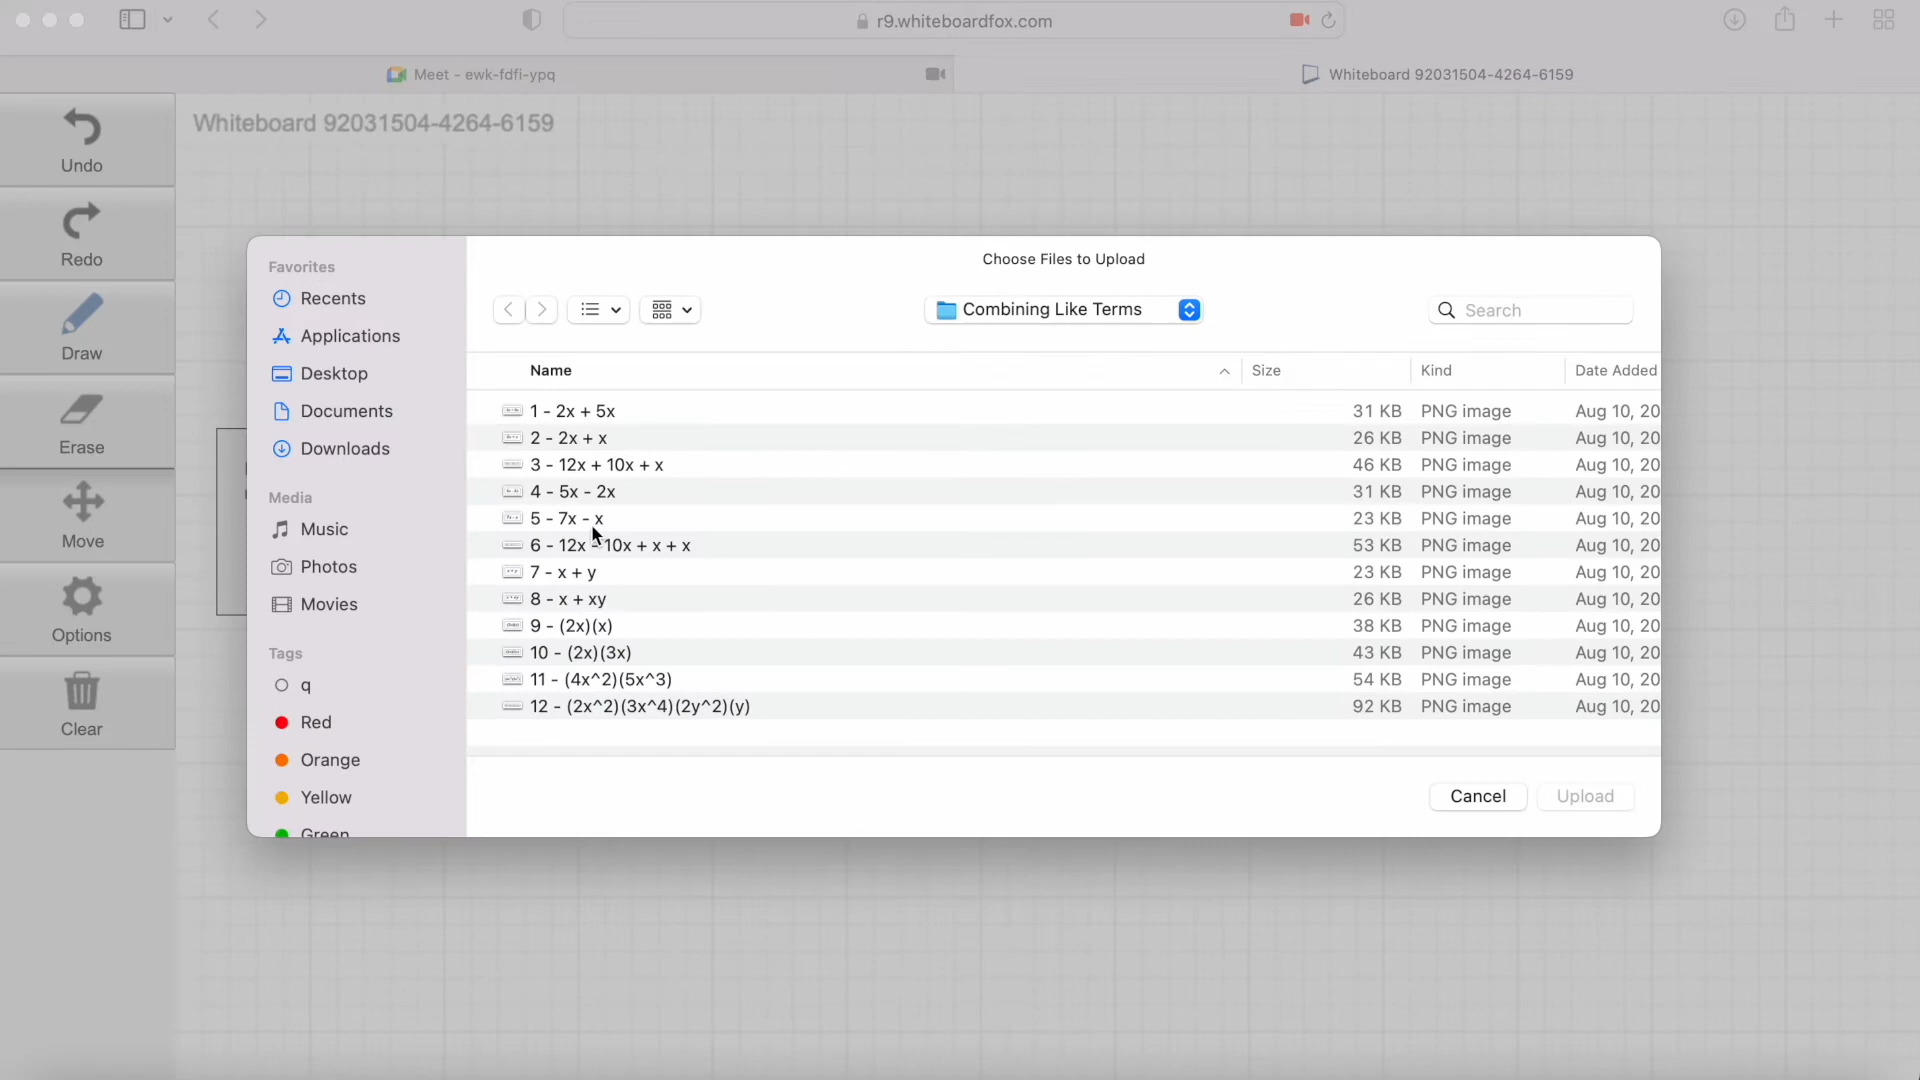 r9.whiteboardfox.com
Meet - ewk-fdfi-ypq
Whiteboard 92031504-4264-6159
Whiteboard 92031504-4264-6159
Undo
Redo
Draw
Erase
Move
Options
Clear
Choose Files to Upload
Favorites
Recents
Applications
Desktop
Documents
Downloads
Media
Music
Photos
Movies
Tags
q
Red
Orange
Yellow
Green
Combining Like Terms
Search
Name Size Kind Date Added
1 - 2x + 5x 31 KB PNG image Aug 10, 20
2 - 2x + x 26 KB PNG image Aug 10, 20
3 - 12x + 10x + x 46 KB PNG image Aug 10, 20
4 - 5x - 2x 31 KB PNG image Aug 10, 20
5 - 7x - x 23 KB PNG image Aug 10, 20
6 - 12x - 10x + x + x 53 KB PNG image Aug 10, 20
7 - x + y 23 KB PNG image Aug 10, 20
8 - x + xy 26 KB PNG image Aug 10, 20
9 - (2x)(x) 38 KB PNG image Aug 10, 20
10 - (2x)(3x) 43 KB PNG image Aug 10, 20
11 - (4x^2)(5x^3) 54 KB PNG image Aug 10, 20
12 - (2x^2)(3x^4)(2y^2)(y) 92 KB PNG image Aug 10, 20
Cancel Upload